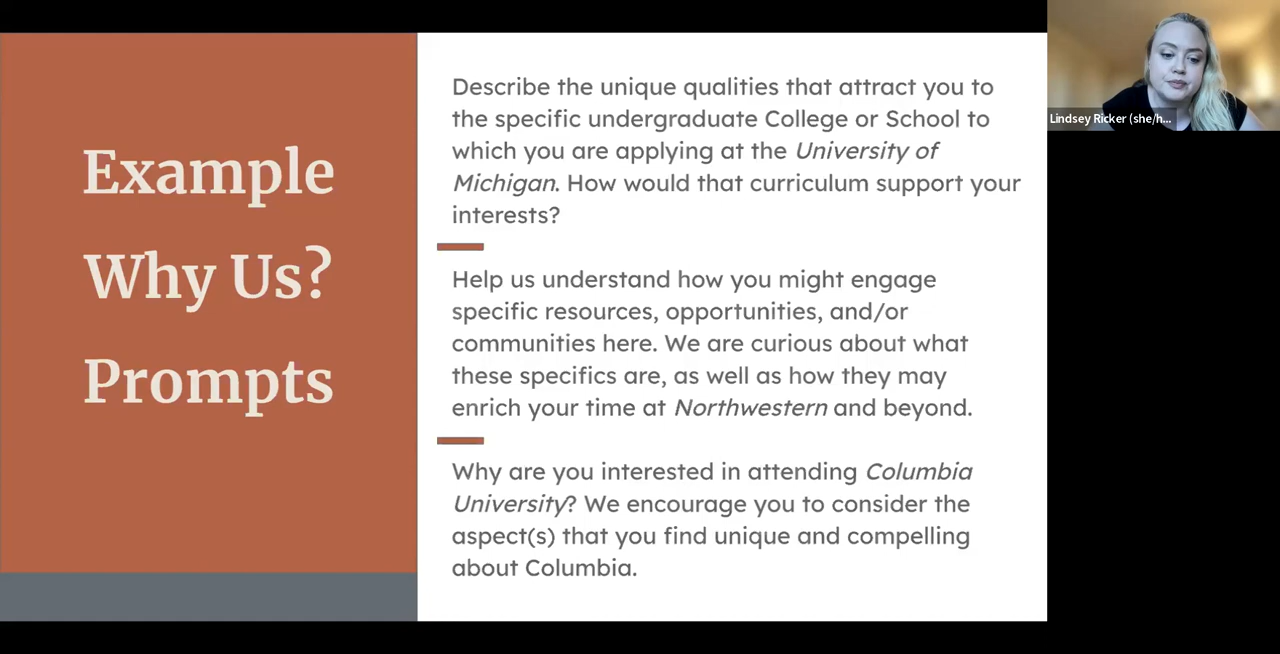 Example
Why Us?
Prompts
Describe the unique qualities that attract you to
the specific undergraduate College or School to
which you are applying at the University of
Michigan. How would that curriculum support your
interests?
Help us understand how you might engage
specific resources, opportunities, and/or
communities here. We are curious about what
these specifics are, as well as how they may
enrich your time at Northwestern and beyond.
Why are you interested in attending Columbia
University? We encourage you to consider the
aspect(s) that you find unique and compelling
about Columbia.
Lindsey Ricker (she/h...